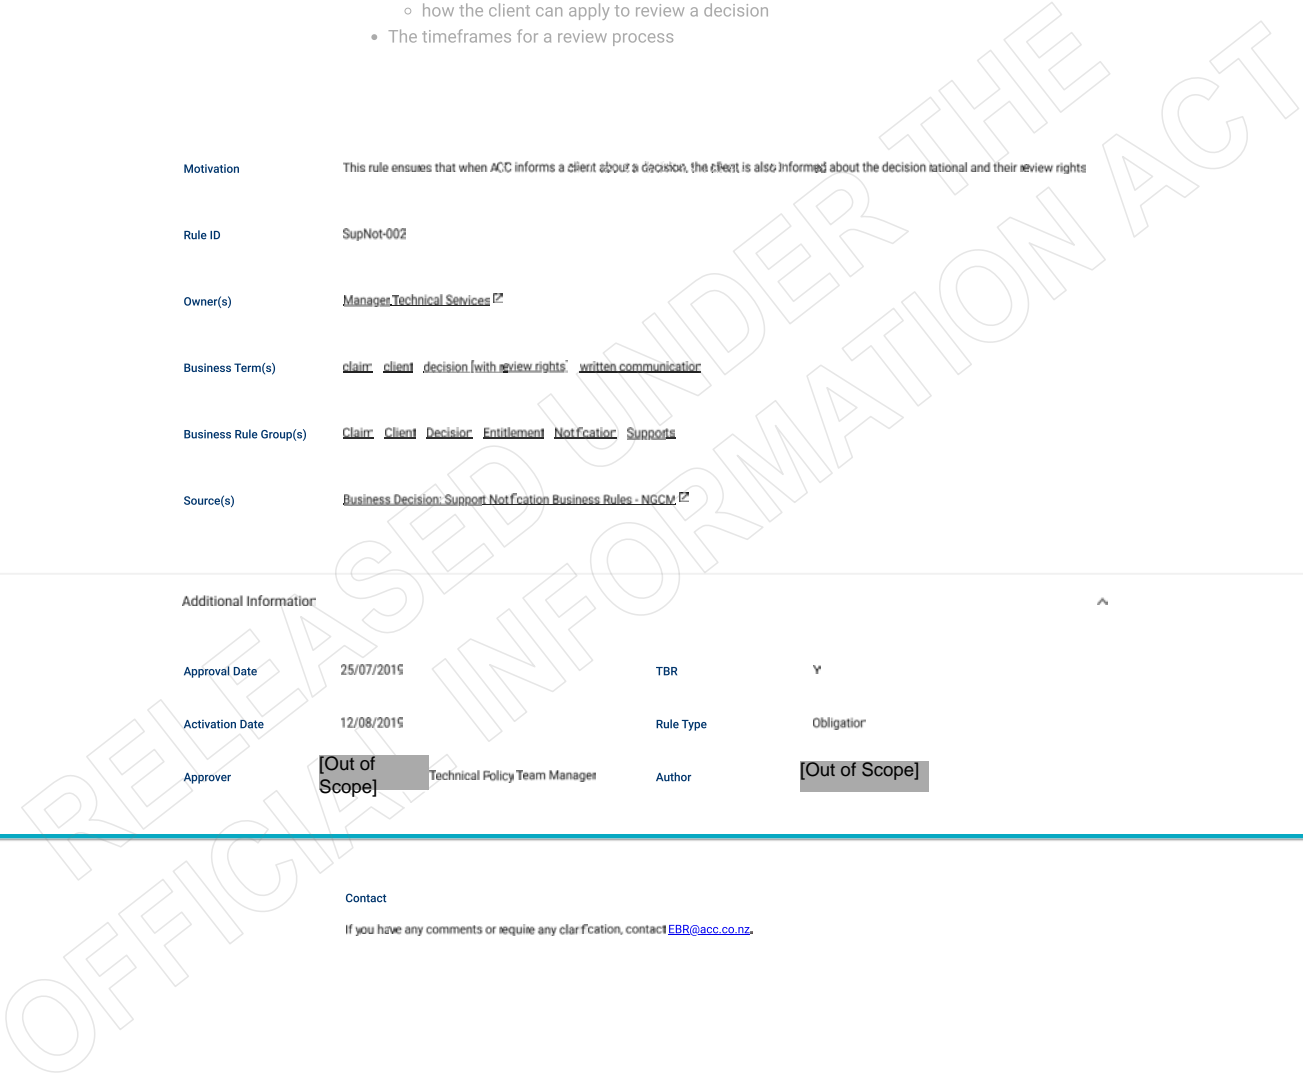 how the client can apply to review a decision
The timeframes for a review process
Motivation This rule ensures that when ACC informs a client about a decision, the client is also informed about the decision rational and their review rights
Rule ID SupNot-002
Owner(s) Manager Technical Services
Business Term(s) claim client decision [with review rights] written communication
Business Rule Group(s) Claim Client Decision Entitlement Notification Supports
Source(s) Business Decision: Support Notification Business Rules - NGCM
Additional Information
Approval Date 25/07/2019 TBR Y
Activation Date 12/08/2019 Rule Type Obligation
Approver [Out of Scope] Technical Policy Team Manager Author [Out of Scope]
Contact
If you have any comments or require any clarification, contact EBR@acc.co.nz.
RELEASED UNDER THE
OFFICIAL INFORMATION ACT